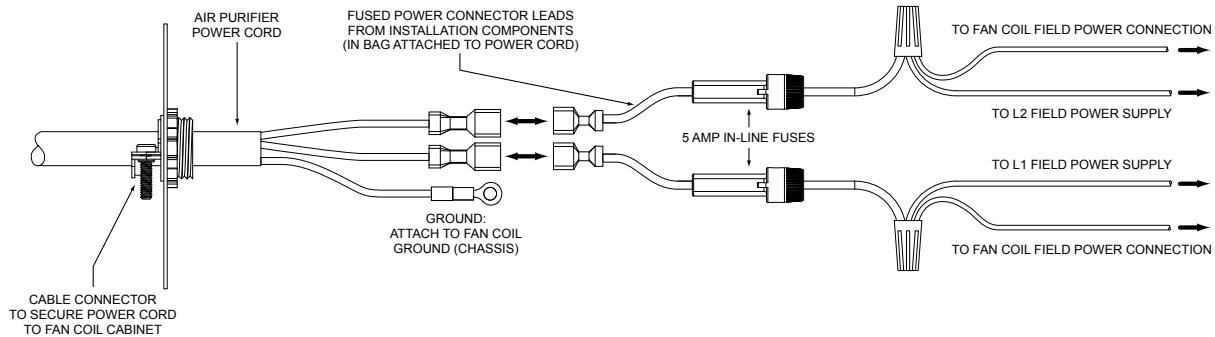 AIR PURIFIER
POWER CORD
FUSED POWER CONNECTOR LEADS
FROM INSTALLATION COMPONENTS
(IN BAG ATTACHED TO POWER CORD)
TO FAN COIL FIELD POWER CONNECTION
TO L2 FIELD POWER SUPPLY
5 AMP IN-LINE FUSES
TO L1 FIELD POWER SUPPLY
GROUND:
ATTACH TO FAN COIL
GROUND (CHASSIS)
TO FAN COIL FIELD POWER CONNECTION
CABLE CONNECTOR
TO SECURE POWER CORD
TO FAN COIL CABINET